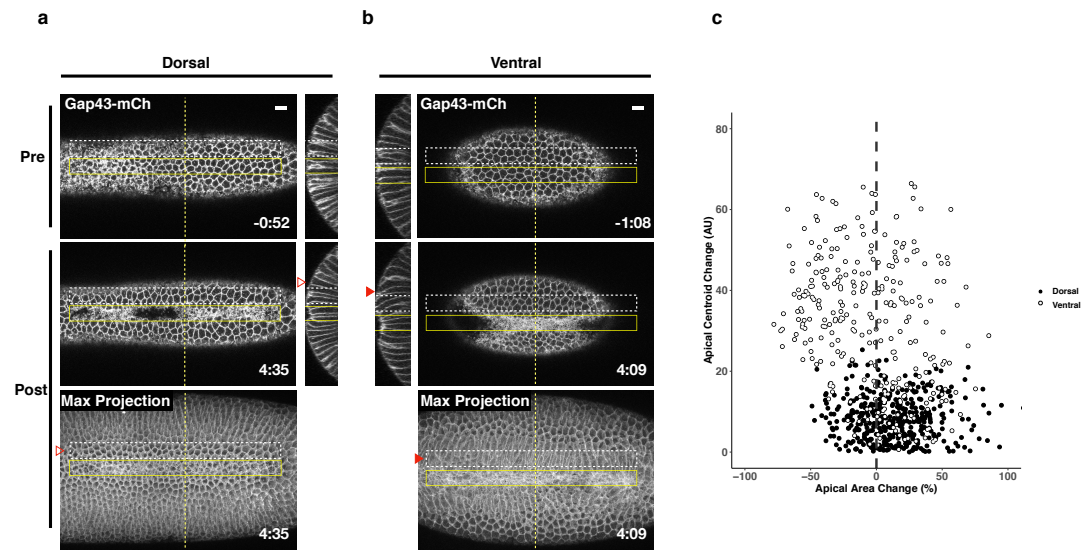 a
b
c
Dorsal
Ventral
Gap43-mCh
Gap43-mCh
Pre
-0:52
-1:08
Post
4:35
4:09
Max Projection
Max Projection
4:35
4:09
80
60
40
20
0
Apical Centroid Change (AU)
−100
−50
0
50
100
Apical Area Change (%)
Dorsal
Ventral